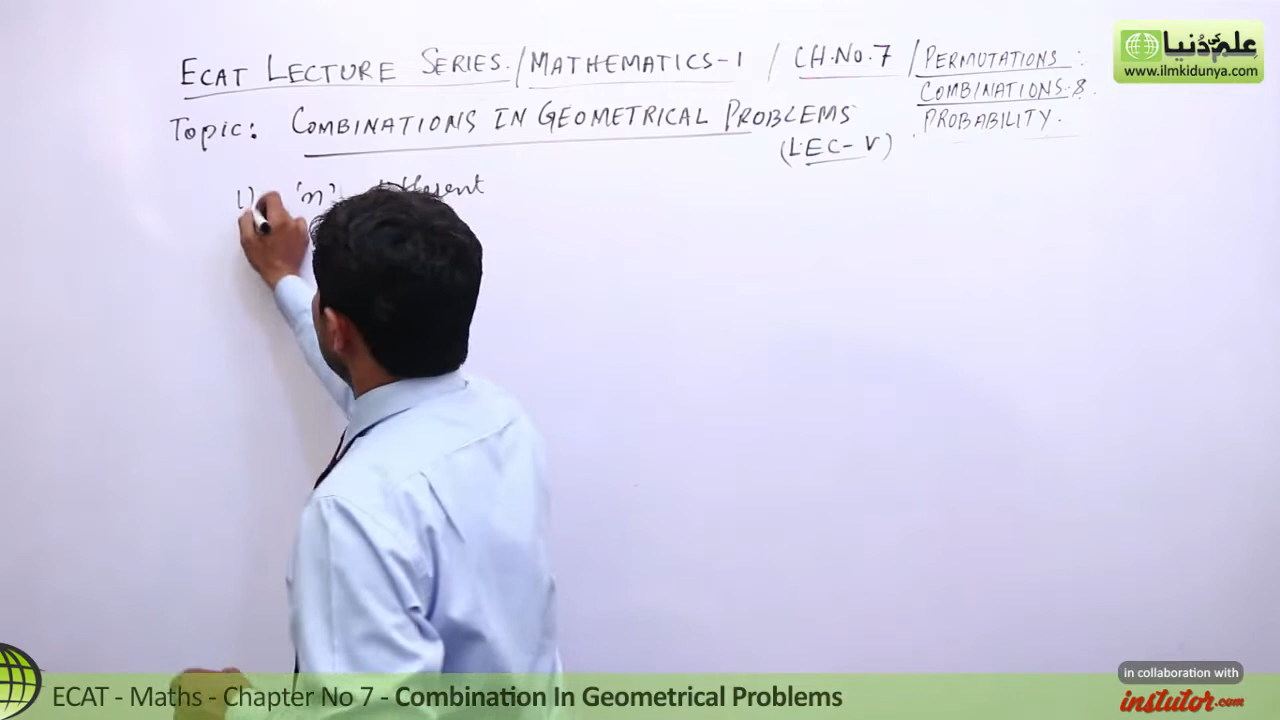 ECAT LECTURE SERIES./MATHEMATICS-1 / CH.NO.7 / PERMUTATIONS :
COMBINATIONS &.
PROBABILITY.
Topic: COMBINATIONS IN GEOMETRICAL PROBLEMS
(LEC-V)
1) 'n' different
علم کی دنیا
www.ilmkidunya.com
in collaboration with
instutor.com
ECAT - Maths - Chapter No 7 - Combination In Geometrical Problems